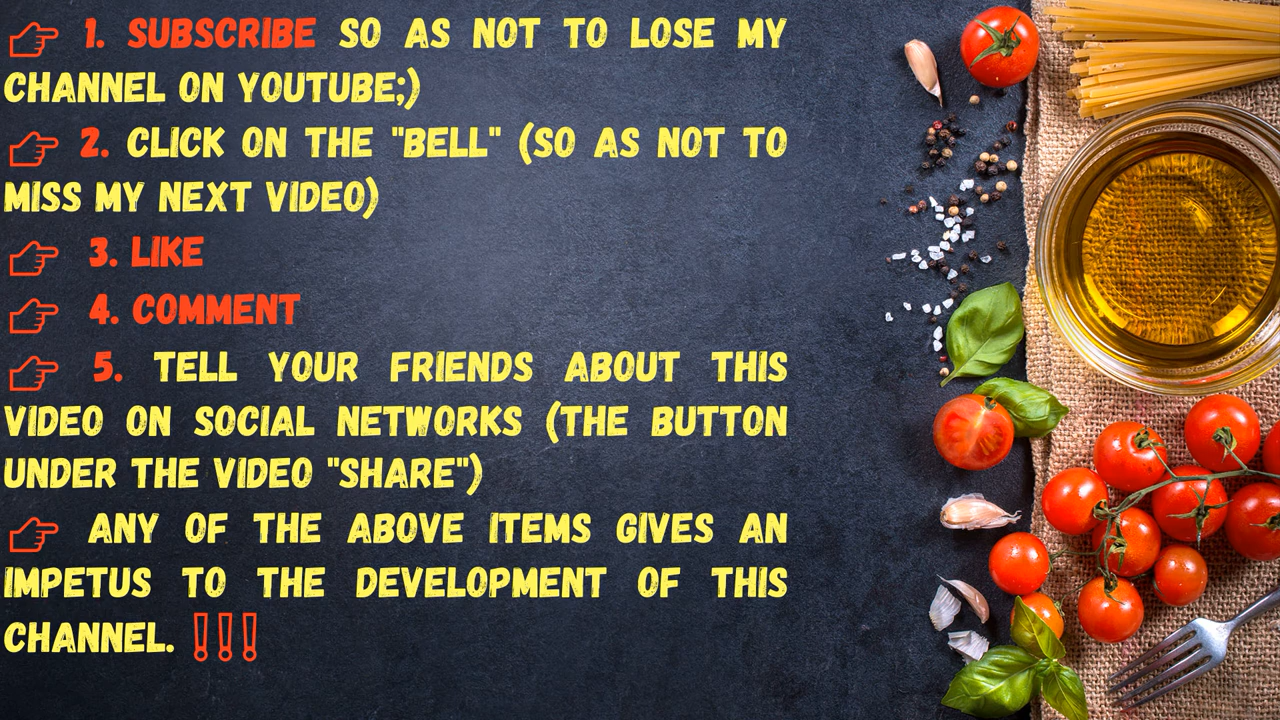 👉 1. SUBSCRIBE SO AS NOT TO LOSE MY
CHANNEL ON YOUTUBE;)
👉 2. CLICK ON THE "BELL" (SO AS NOT TO
MISS MY NEXT VIDEO)
👉 3. LIKE
👉 4. COMMENT
👉 5. TELL YOUR FRIENDS ABOUT THIS
VIDEO ON SOCIAL NETWORKS (THE BUTTON
UNDER THE VIDEO "SHARE")
👉 ANY OF THE ABOVE ITEMS GIVES AN
IMPETUS TO THE DEVELOPMENT OF THIS
CHANNEL. !!!